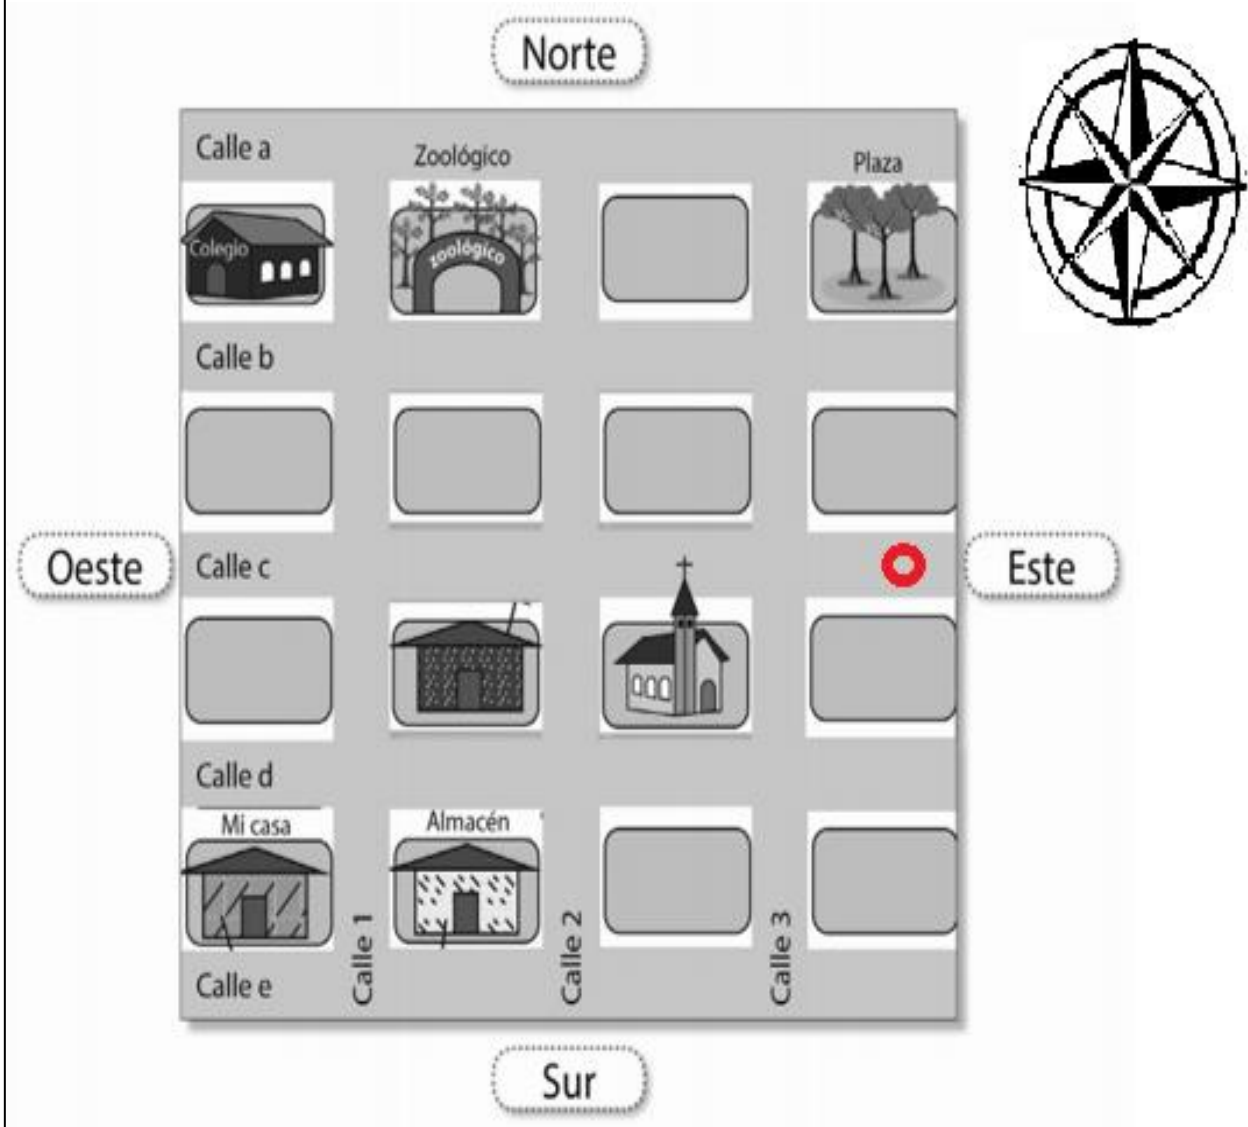 Norte
Calle a
Zoológico
Plaza
Colegio
zoológico
Calle b
Oeste
Calle c
Este
Calle d
Mi casa
Almacén
Calle 1
Calle 2
Calle 3
Calle e
Sur